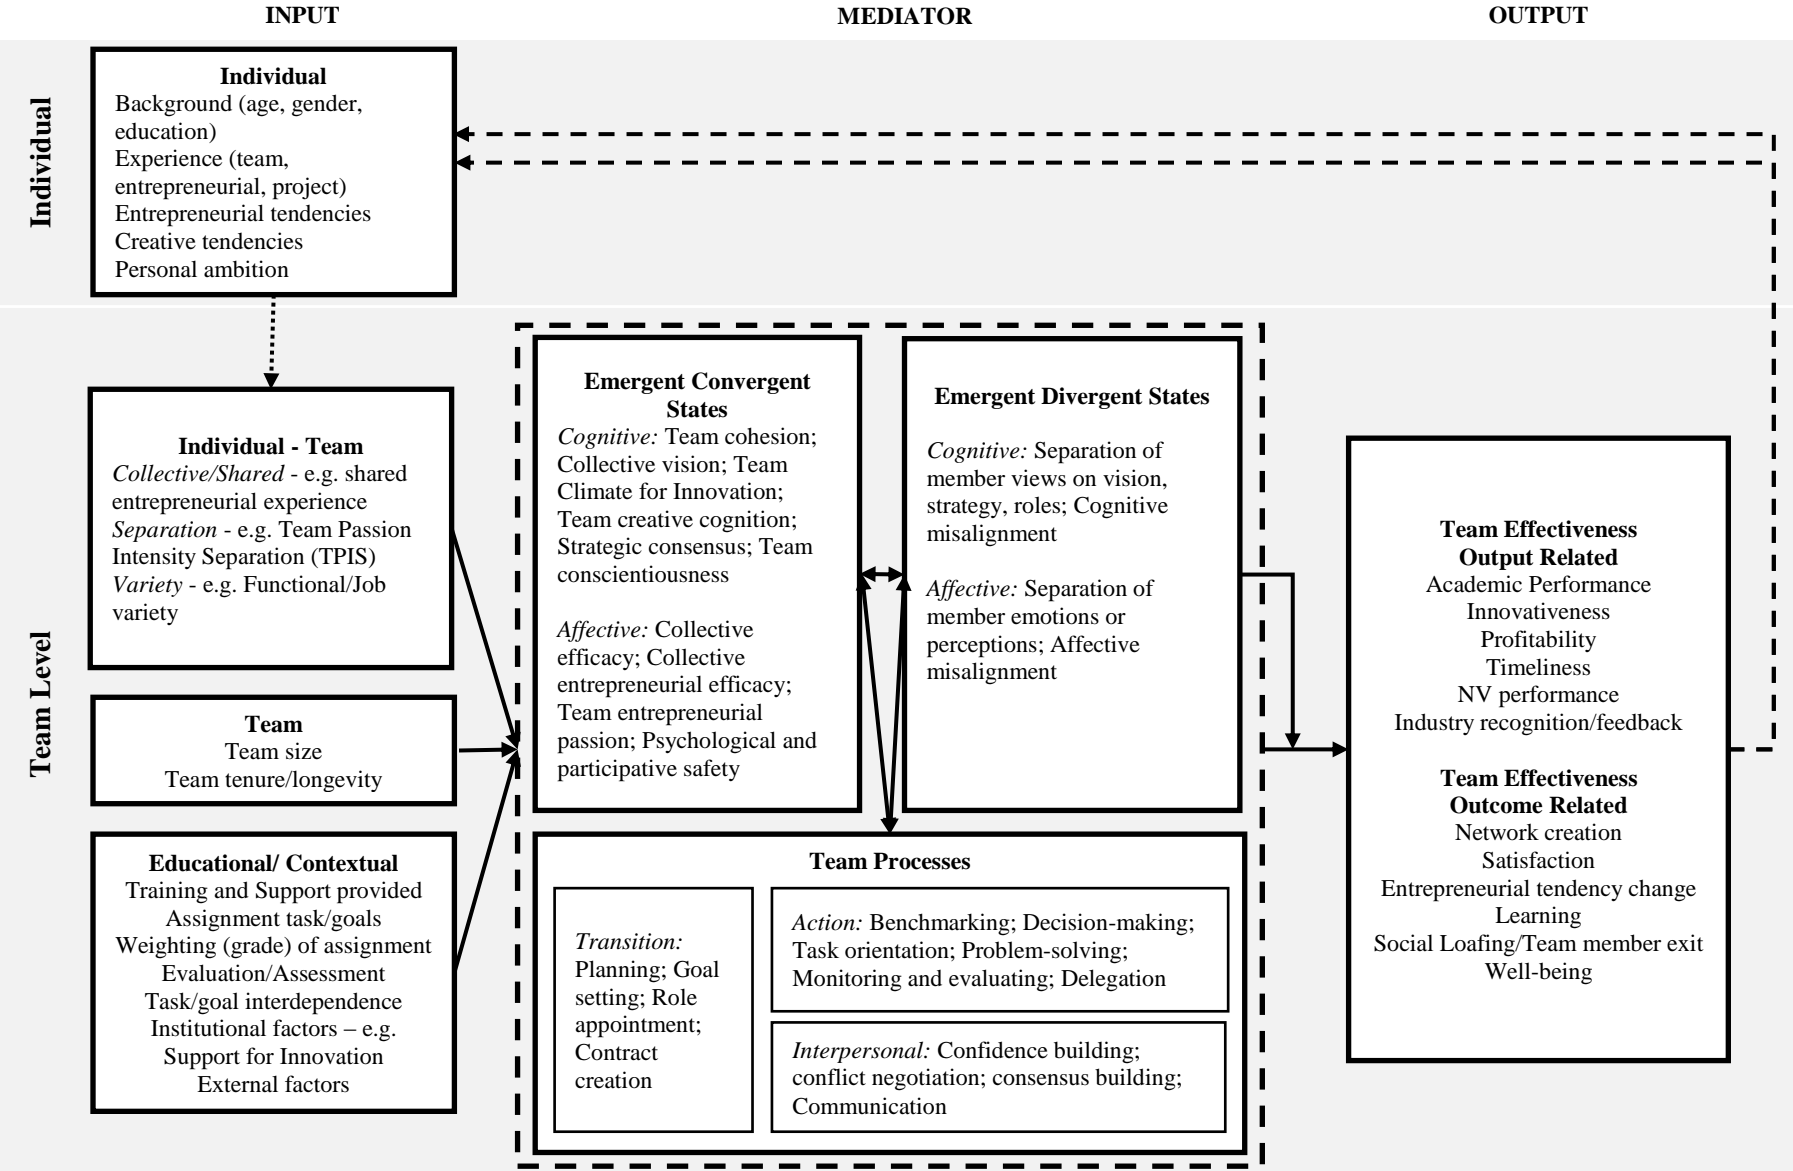 INPUT
MEDIATOR
OUTPUT
Individual
Individual
Background (age, gender,
education)
Experience (team,
entrepreneurial, project)
Entrepreneurial tendencies
Creative tendencies
Personal ambition
Team Level
Individual - Team
Collective/Shared - e.g. shared
entrepreneurial experience
Separation - e.g. Team Passion
Intensity Separation (TPIS)
Variety - e.g. Functional/Job
variety
Team
Team size
Team tenure/longevity
Educational/ Contextual
Training and Support provided
Assignment task/goals
Weighting (grade) of assignment
Evaluation/Assessment
Task/goal interdependence
Institutional factors – e.g.
Support for Innovation
External factors
Emergent Convergent
States
Cognitive: Team cohesion;
Collective vision; Team
Climate for Innovation;
Team creative cognition;
Strategic consensus; Team
conscientiousness
Affective: Collective
efficacy; Collective
entrepreneurial efficacy;
Team entrepreneurial
passion; Psychological and
participative safety
Emergent Divergent States
Cognitive: Separation of
member views on vision,
strategy, roles; Cognitive
misalignment
Affective: Separation of
member emotions or
perceptions; Affective
misalignment
Team Processes
Transition:
Planning; Goal
setting; Role
appointment;
Contract
creation
Action: Benchmarking; Decision-making;
Task orientation; Problem-solving;
Monitoring and evaluating; Delegation
Interpersonal: Confidence building;
conflict negotiation; consensus building;
Communication
Team Effectiveness
Output Related
Academic Performance
Innovativeness
Profitability
Timeliness
NV performance
Industry recognition/feedback
Team Effectiveness
Outcome Related
Network creation
Satisfaction
Entrepreneurial tendency change
Learning
Social Loafing/Team member exit
Well-being